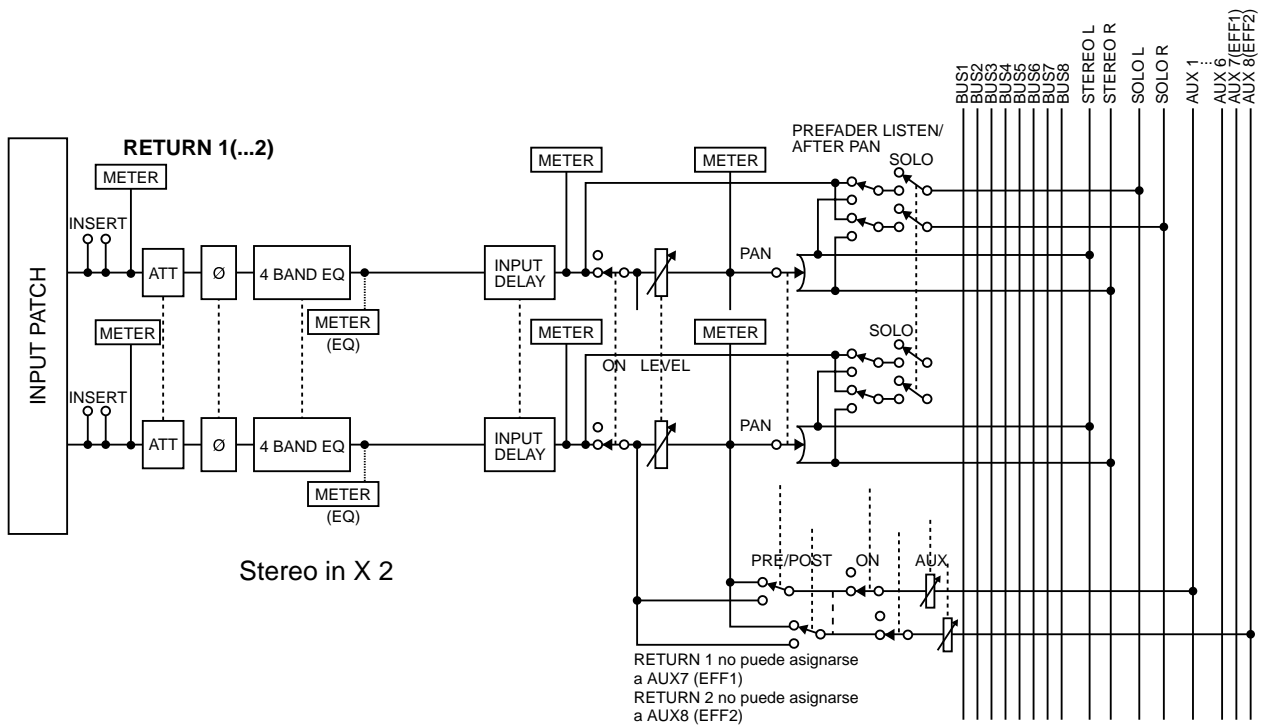 BUS1
BUS2
BUS3
BUS4
BUS5
BUS6
BUS7
BUS8
STEREO L
STEREO R
SOLO L
SOLO R
AUX 1
...
AUX 6
AUX 7(EFF1)
AUX 8(EFF2)
INPUT PATCH
RETURN 1(...2)
PREFADER LISTEN/
AFTER PAN
METER
METER
METER
SOLO
INSERT
ATT
Ø
4 BAND EQ
INPUT
DELAY
PAN
METER
(EQ)
METER
METER
METER
SOLO
ON
LEVEL
INSERT
ATT
Ø
4 BAND EQ
INPUT
DELAY
PAN
METER
(EQ)
Stereo in X 2
PRE/POST
ON
AUX
RETURN 1 no puede asignarse
a AUX7 (EFF1)
RETURN 2 no puede asignarse
a AUX8 (EFF2)